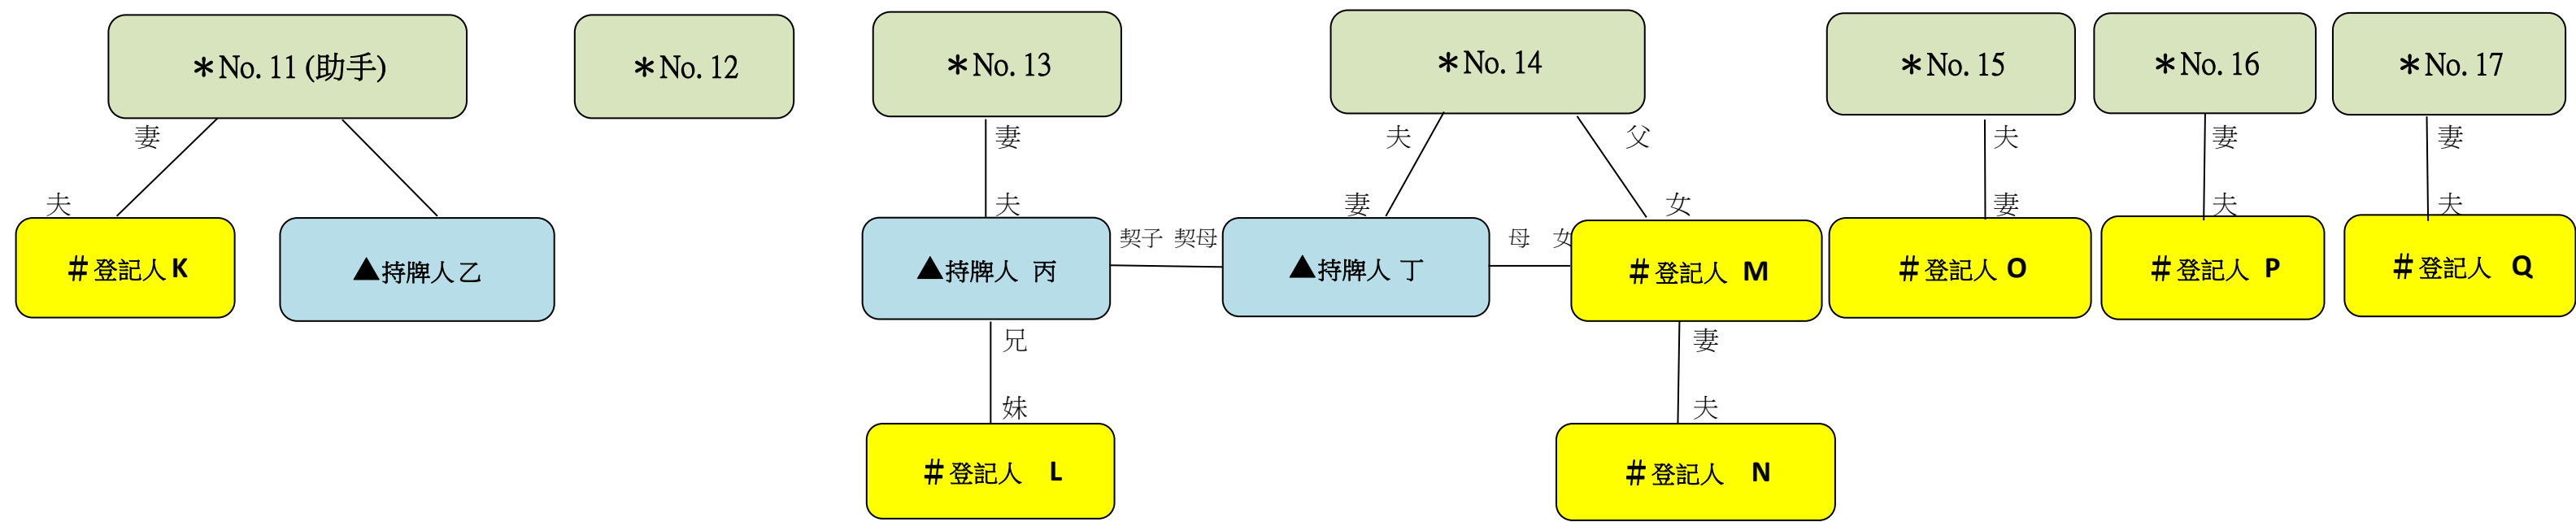 ＊No. 11 (助手)
＊No. 12
＊No. 13
＊No. 14
＊No. 15
＊No. 16
＊No. 17
妻
妻
夫
父
夫
妻
妻
夫
夫
妻
女
妻
夫
夫
契子 契母
母 女
＃登記人 K
▲持牌人 乙
▲持牌人 丙
▲持牌人 丁
＃登記人 M
＃登記人 O
＃登記人 P
＃登記人 Q
兄
妻
妹
夫
＃登記人 L
＃登記人 N